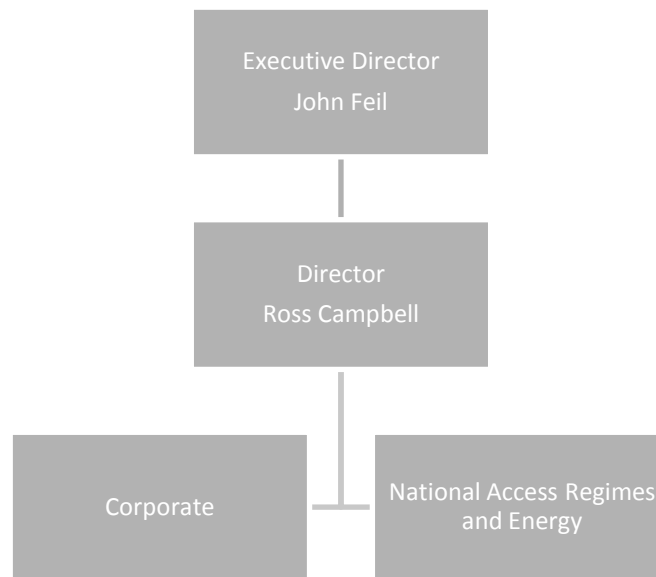 Executive Director
John Feil
Director
Ross Campbell
Corporate
National Access Regimes
and Energy